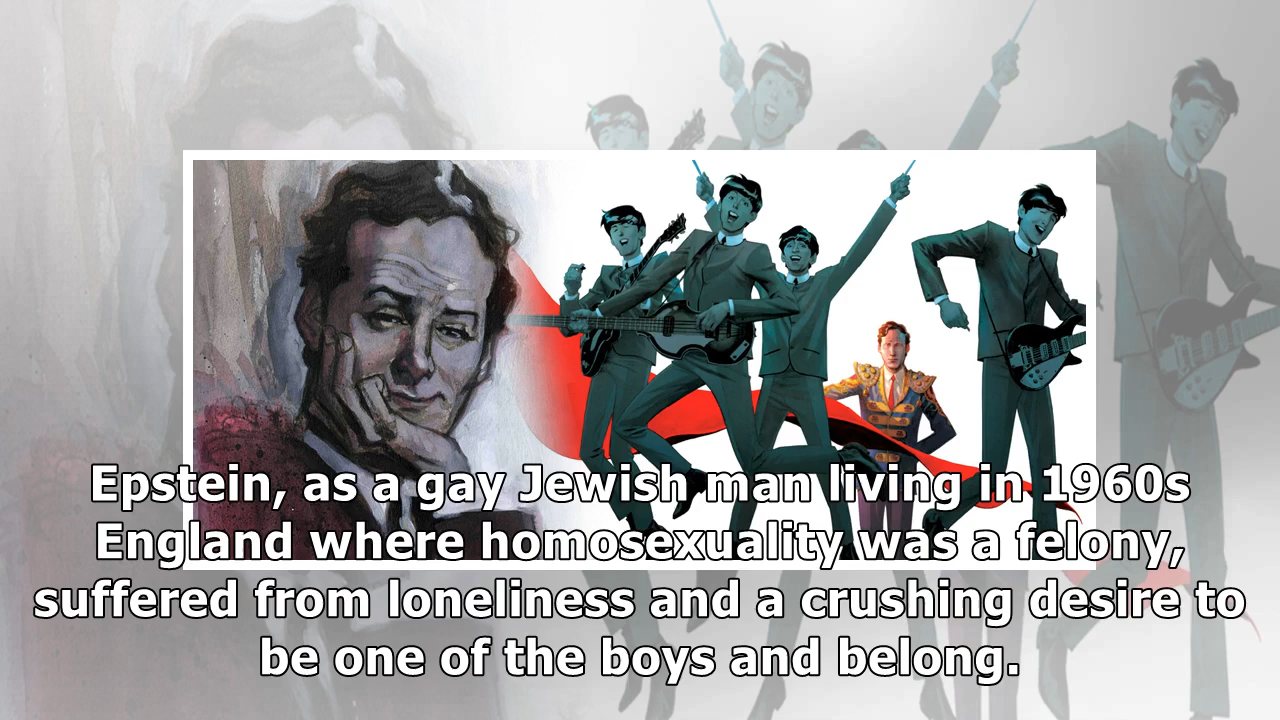 Epstein, as a gay Jewish man living in 1960s
England where homosexuality was a felony,
suffered from loneliness and a crushing desire to
be one of the boys and belong.